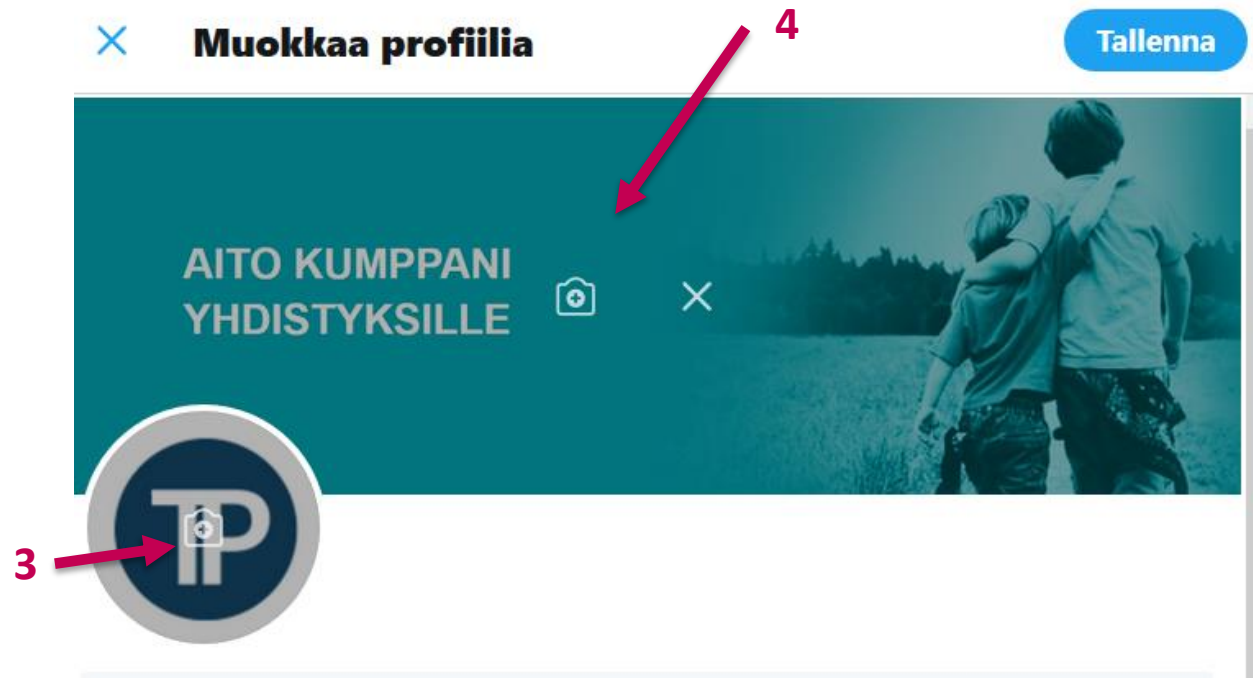 Muokkaa profiilia
4
Tallenna
AITO KUMPPANI
YHDISTYKSILLE
TP
3